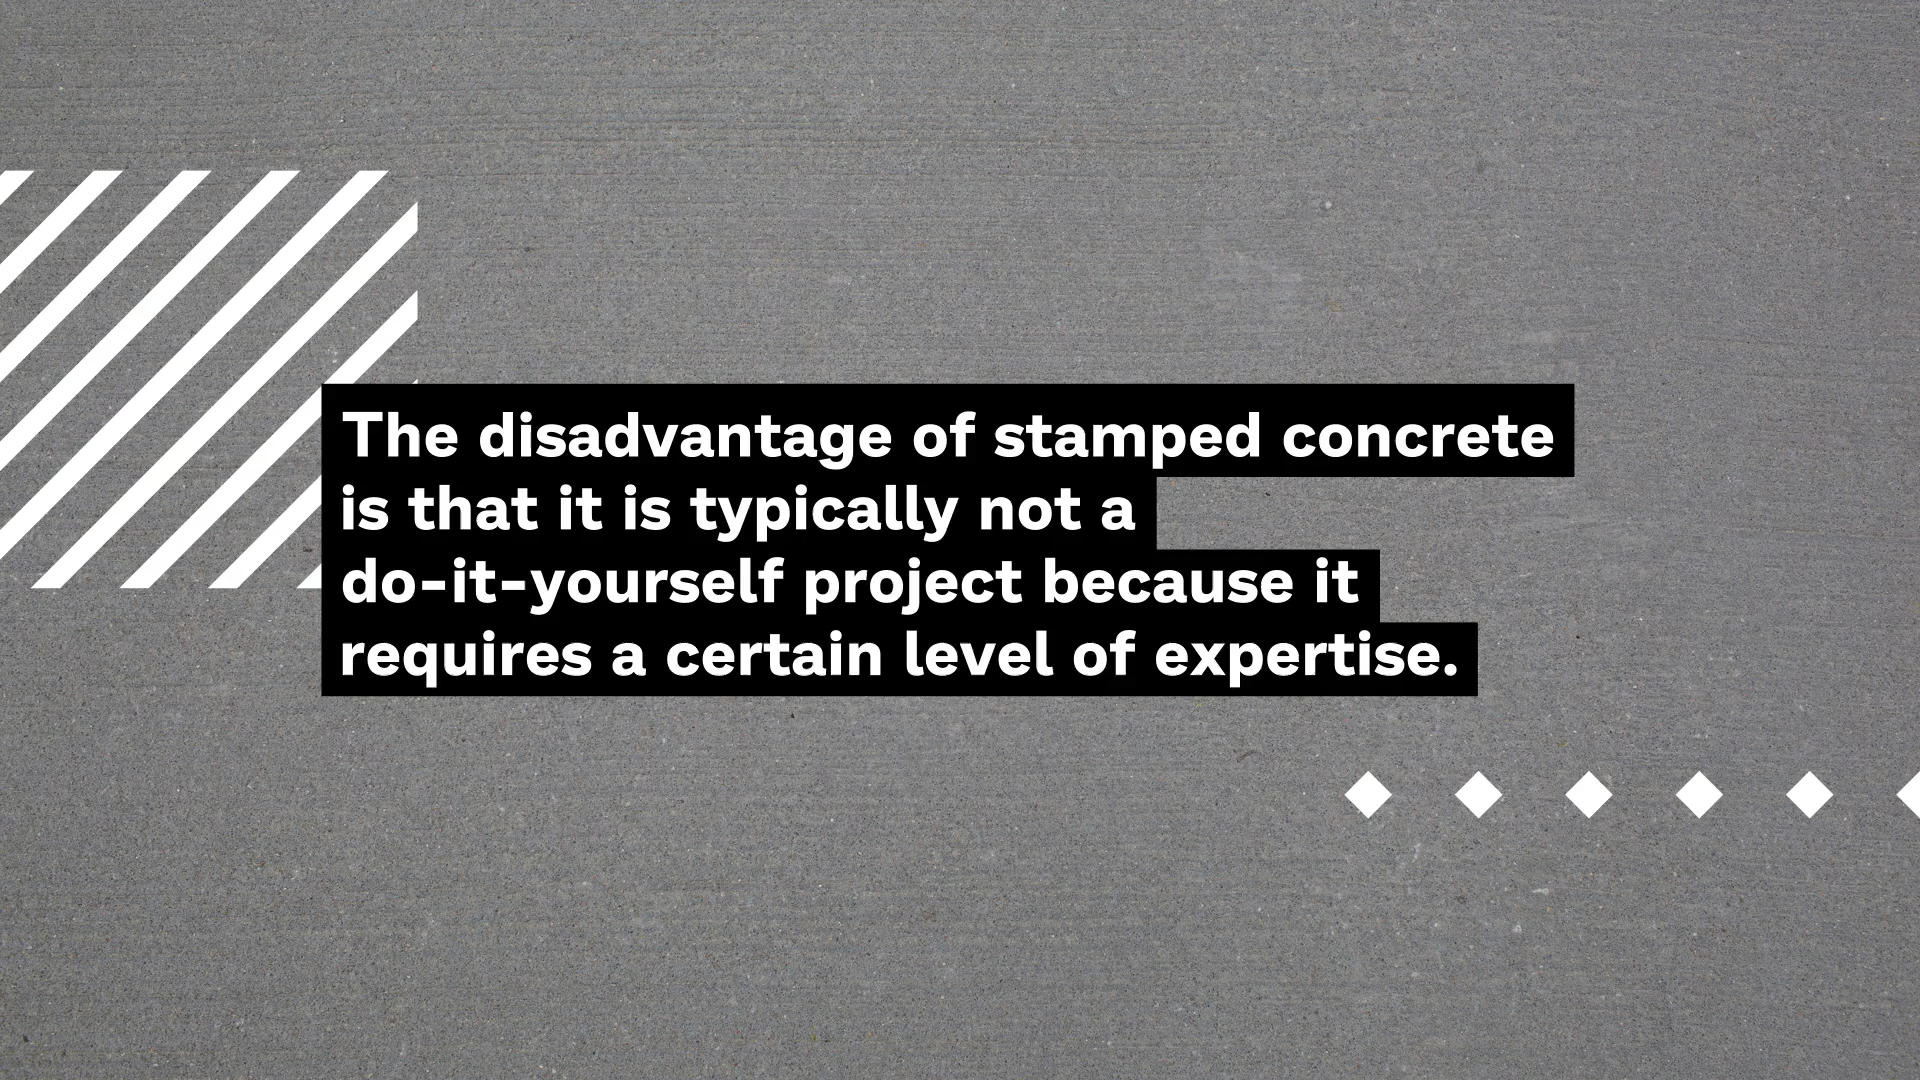 The disadvantage of stamped concrete
is that it is typically not a
do-it-yourself project because it
requires a certain level of expertise.